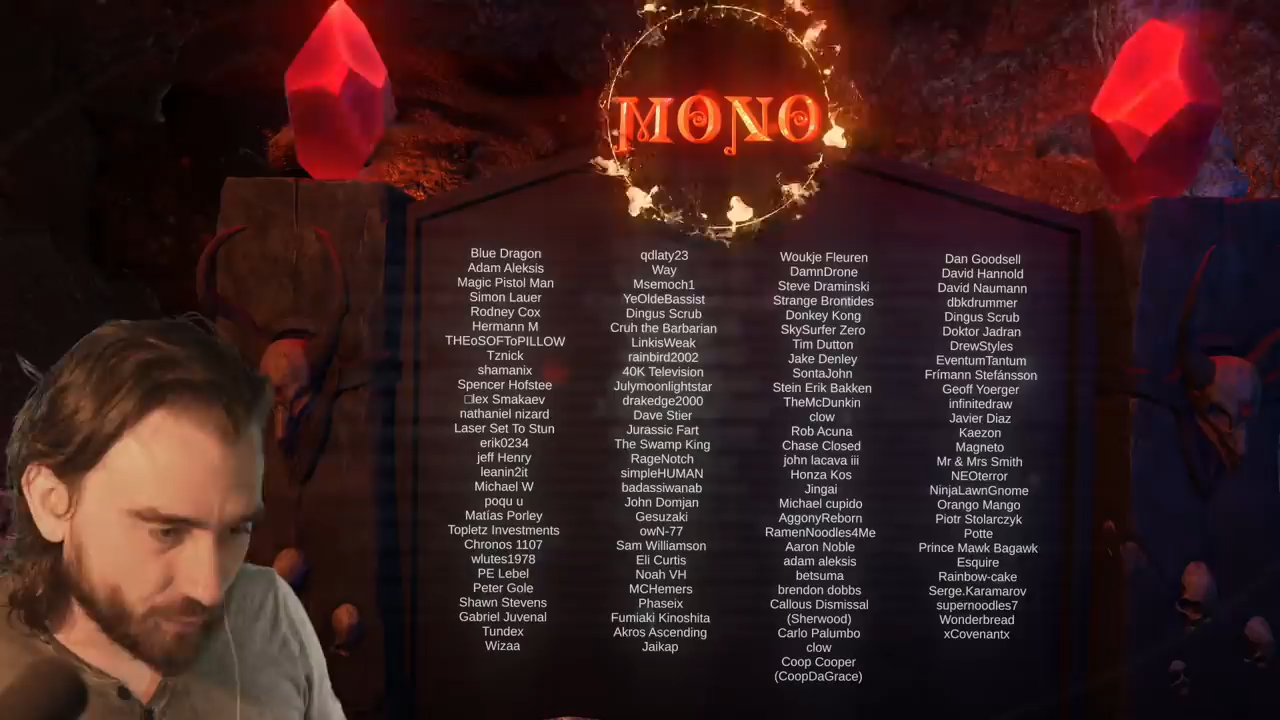 MONO
Blue Dragon
Adam Aleksis
Magic Pistol Man
Simon Lauer
Rodney Cox
Hermann M
THEoSOFToPILLOW
Tznick
shamanix
Spencer Hofstee
□lex Smakaev
nathaniel nizard
Laser Set To Stun
erik0234
jeff Henry
leanin2it
Michael W
poqu u
Matías Porley
Topletz Investments
Chronos 1107
wlutes1978
PE Lebel
Peter Gole
Shawn Stevens
Gabriel Juvenal
Tundex
Wizaa
qdlaty23
Way
Msemoch1
YeOldeBassist
Dingus Scrub
Cruh the Barbarian
LinkisWeak
rainbird2002
40K Television
Julymoonlightstar
drakedge2000
Dave Stier
Jurassic Fart
The Swamp King
RageNotch
simpleHUMAN
badassiwanab
John Domjan
Gesuzaki
owN-77
Sam Williamson
Eli Curtis
Noah VH
MCHemers
Phaseix
Fumiaki Kinoshita
Akros Ascending
Jaikap
Woukje Fleuren
DamnDrone
Steve Draminski
Strange Brontides
Donkey Kong
SkySurfer Zero
Tim Dutton
Jake Denley
SontaJohn
Stein Erik Bakken
TheMcDunkin
clow
Rob Acuna
Chase Closed
john lacava iii
Honza Kos
Jingai
Michael cupido
AggonyReborn
RamenNoodles4Me
Aaron Noble
adam aleksis
betsuma
brendon dobbs
Callous Dismissal
(Sherwood)
Carlo Palumbo
clow
Coop Cooper
(CoopDaGrace)
Dan Goodsell
David Hannold
David Naumann
dbkdrummer
Dingus Scrub
Doktor Jadran
DrewStyles
EventumTantum
Frímann Stefánsson
Geoff Yoerger
infinitedraw
Javier Diaz
Kaezon
Magneto
Mr & Mrs Smith
NEOterror
NinjaLawnGnome
Orango Mango
Piotr Stolarczyk
Potte
Prince Mawk Bagawk
Esquire
Rainbow-cake
Serge.Karamarov
supernoodles7
Wonderbread
xCovenantx